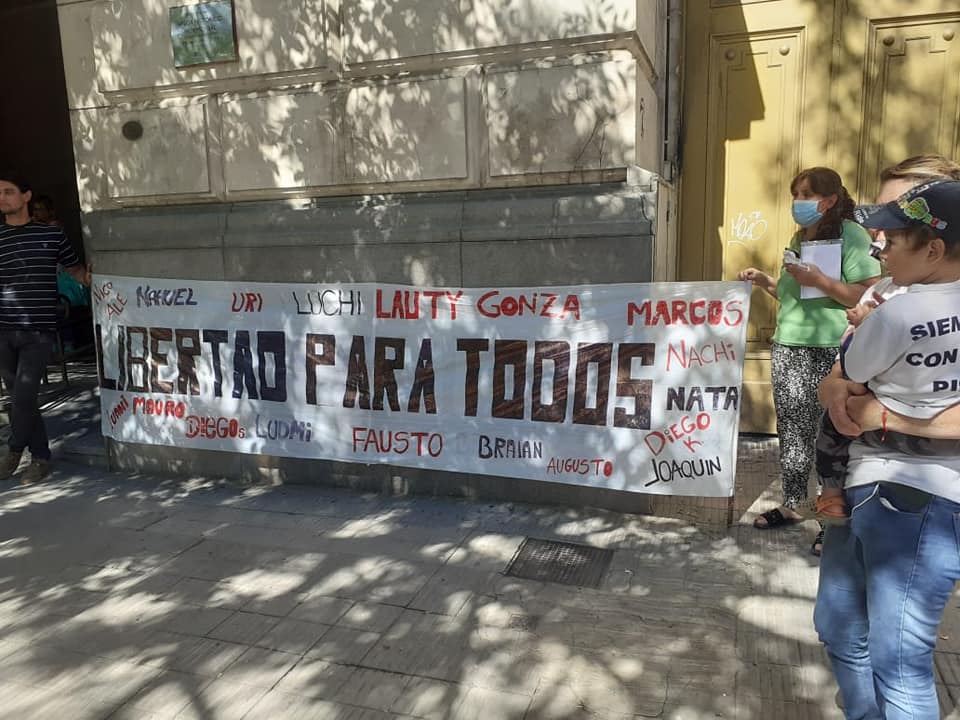 NICO
ALE
NAHUEL
URI
LUCHI
LAUTY
GONZA
MARCOS
LIBERTAD PARA TODOS
NACHI
NATA
MAURO
DIEGOS
LUDMI
FAUSTO
BRAIAN
AUGUSTO
DIEGO
K
JOAQUIN
SIEM
CON